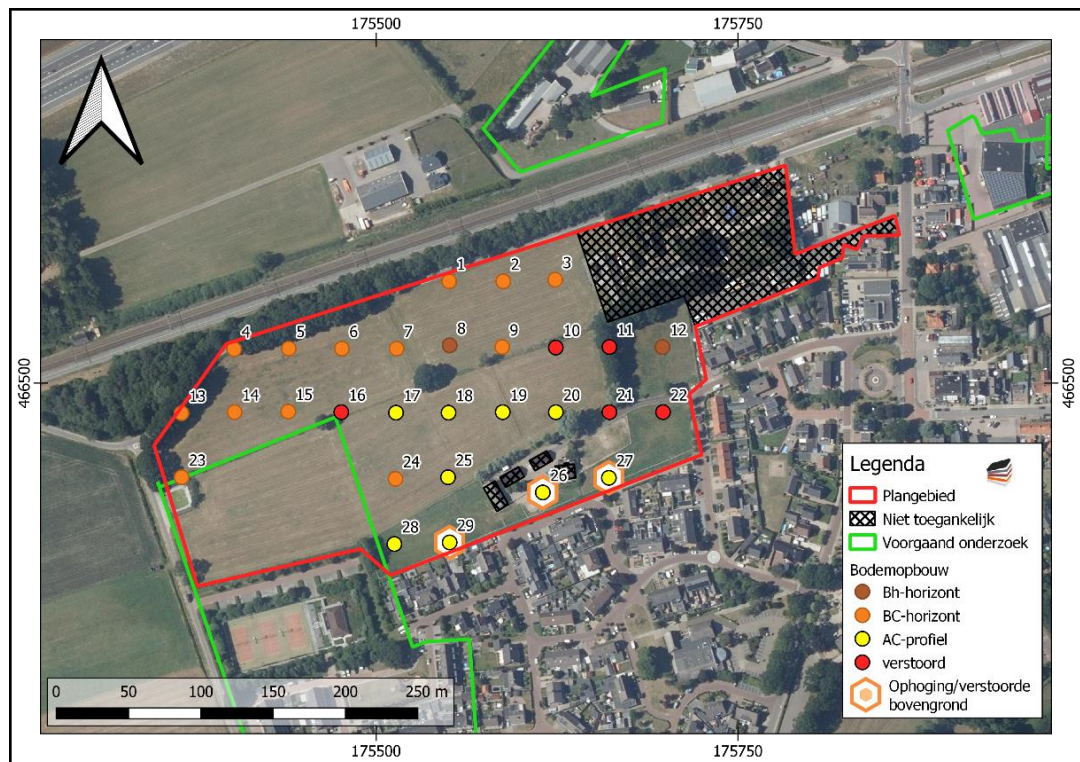 175500
175750
1
2
3
4
5
6
7
8
9
10
11
12
466500
466500
13
14
15
16
17
18
19
20
21
22
23
24
25
26
27
28
29
Legenda
Plangebied
Niet toegankelijk
Voorgaand onderzoek
Bodemopbouw
Bh-horizont
BC-horizont
AC-profiel
verstoord
Ophoging/verstoorde
bovengrond
0 50 100 150 200 250 m
175500
175750